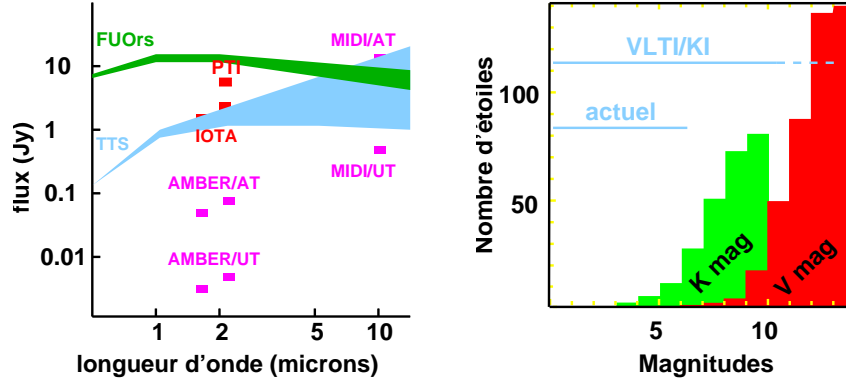 FUOrs
MIDI/AT
PTI
IOTA
TTS
AMBER/AT
MIDI/UT
AMBER/UT
10
1
0.1
0.01
flux (Jy)
1
2
5
10
longueur d'onde (microns)
VLTI/KI
actuel
K mag
V mag
100
50
Nombre d'étoiles
5
10
Magnitudes